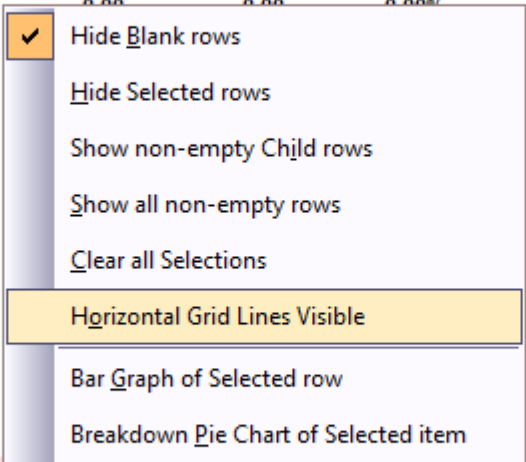 Hide Blank rows
Hide Selected rows
Show non-empty Child rows
Show all non-empty rows
Clear all Selections
Horizontal Grid Lines Visible
Bar Graph of Selected row
Breakdown Pie Chart of Selected item